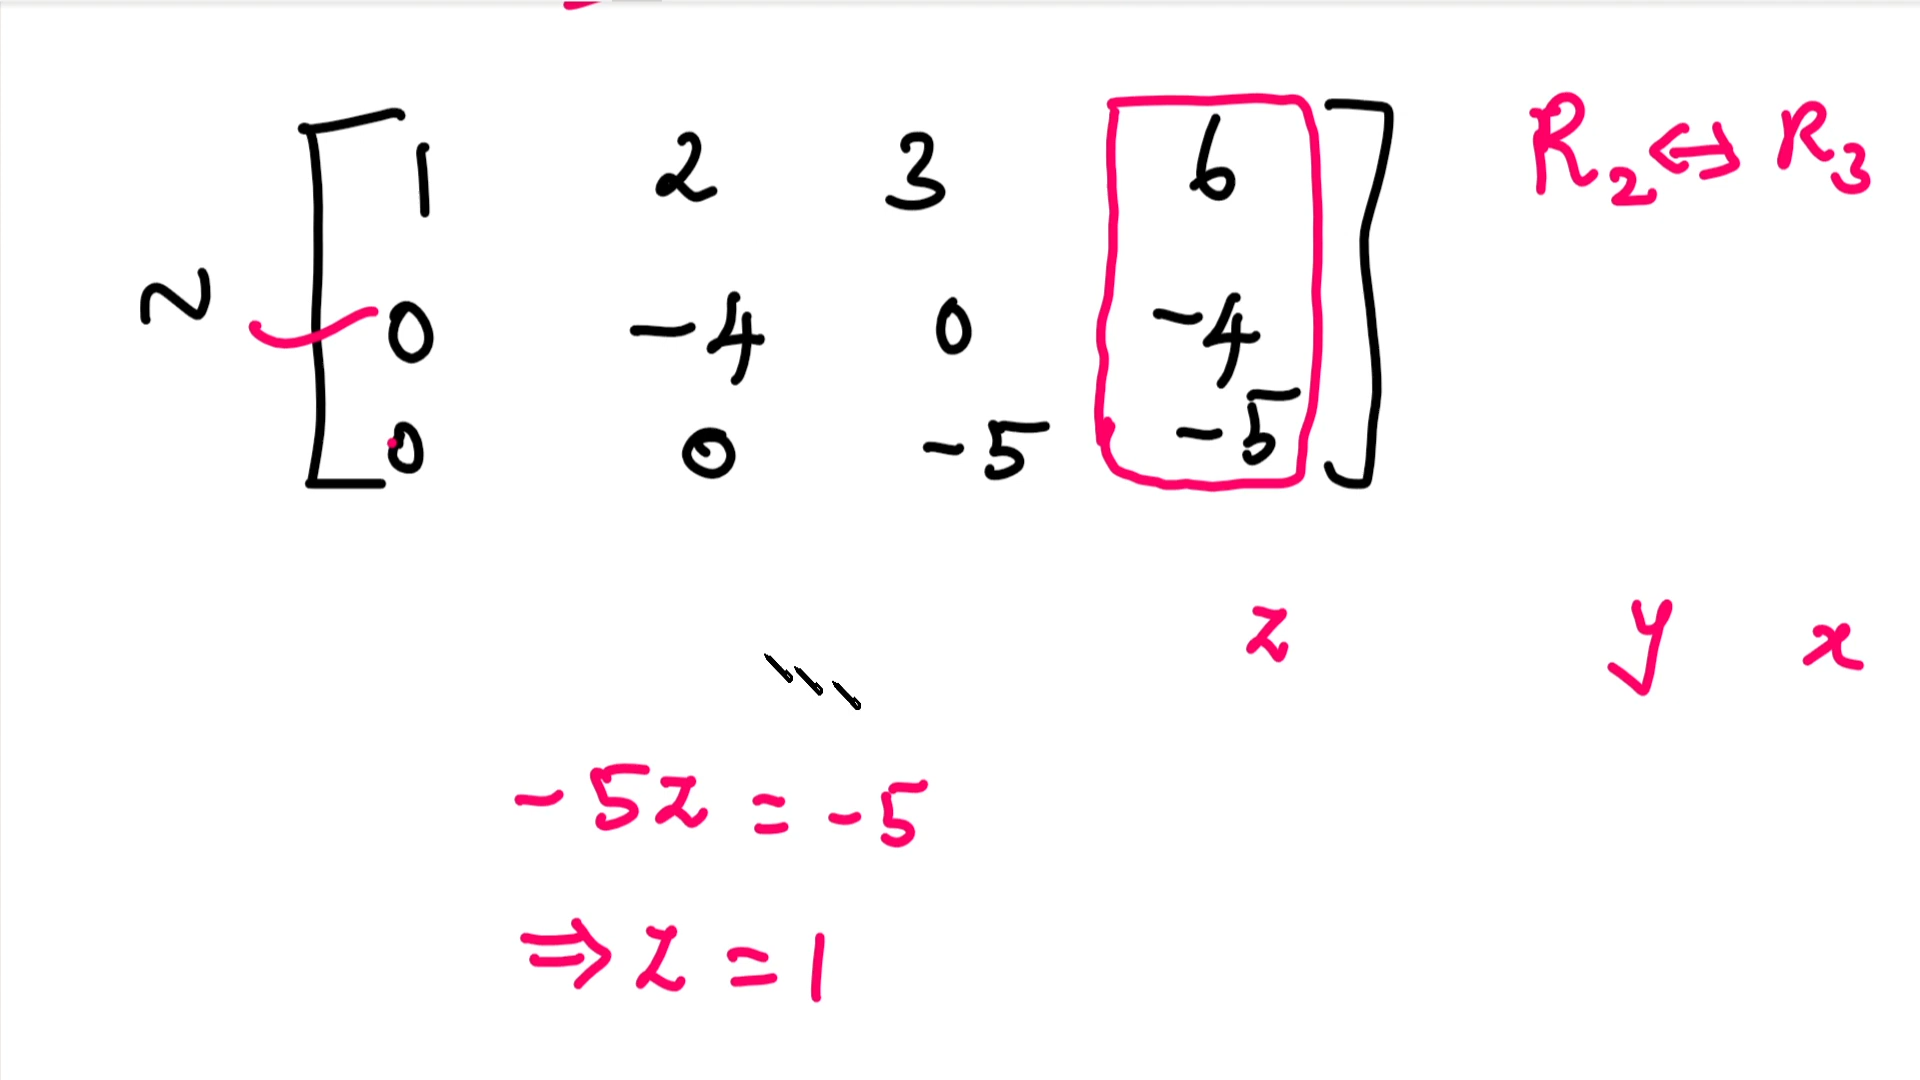 1 2 3 6 R₂ ⇔ R₃
~ 0 -4 0 -4
0 0 -5 -5
z y x
-5z = -5
⇒ z = 1